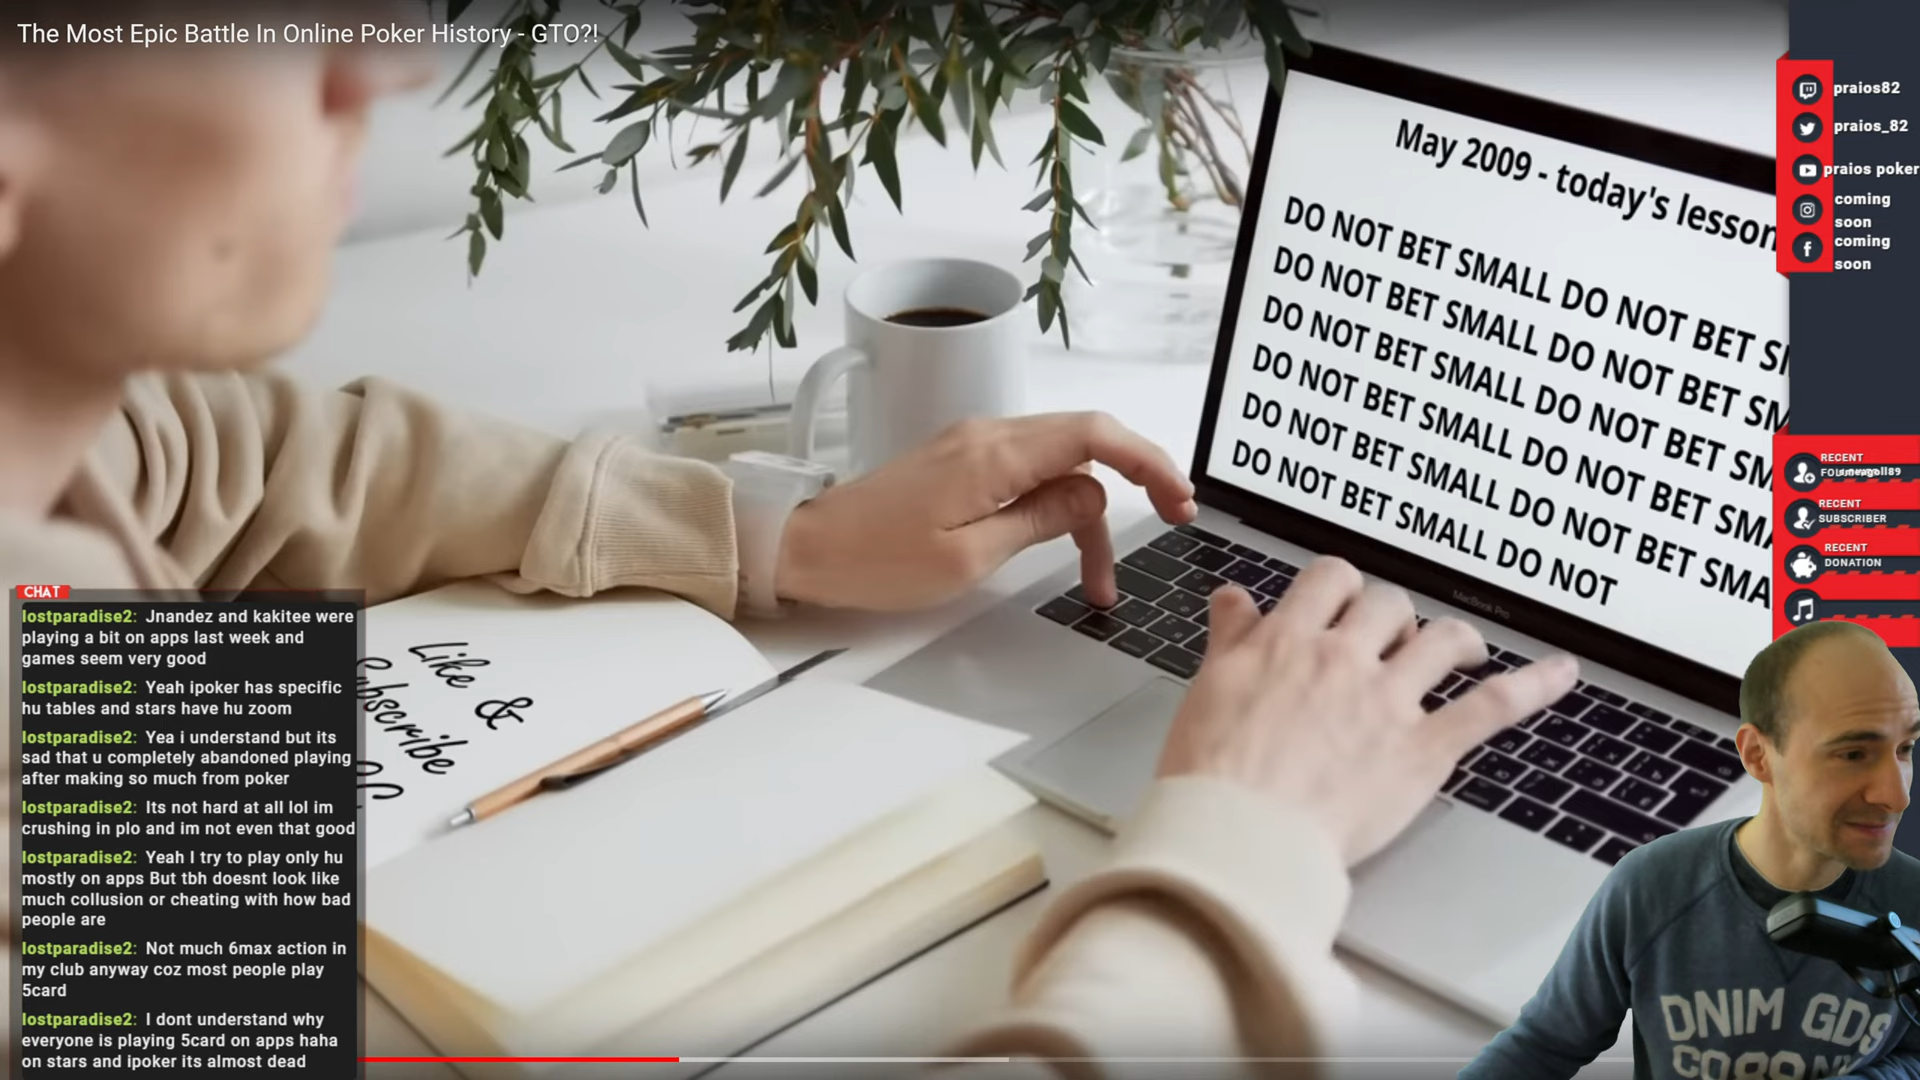 The Most Epic Battle In Online Poker History - GTO?!
praios82
praios_82
praios poker
coming
soon
coming
soon
May 2009 - today's lesson
DO NOT BET SMALL DO NOT BET S
DO NOT BET SMALL DO NOT BET SM
DO NOT BET SMALL DO NOT BET SM
DO NOT BET SMALL DO NOT BET SMA
DO NOT BET SMALL DO NOT BET SMA
DO NOT BET SMALL DO NOT
MacBook Pro
RECENT
RECENT
SUBSCRIBER
RECENT
DONATION
Like &
Subscribe
CHAT
lostparadise2: Jnandez and kakitee were
playing a bit on apps last week and
games seem very good
lostparadise2: Yeah ipoker has specific
hu tables and stars have hu zoom
lostparadise2: Yea i understand but its
sad that u completely abandoned playing
after making so much from poker
lostparadise2: Its not hard at all lol im
crushing in plo and im not even that good
lostparadise2: Yeah I try to play only hu
mostly on apps But tbh doesnt look like
much collusion or cheating with how bad
people are
lostparadise2: Not much 6max action in
my club anyway coz most people play
5card
lostparadise2: I dont understand why
everyone is playing 5card on apps haha
on stars and ipoker its almost dead
DNIM GDS